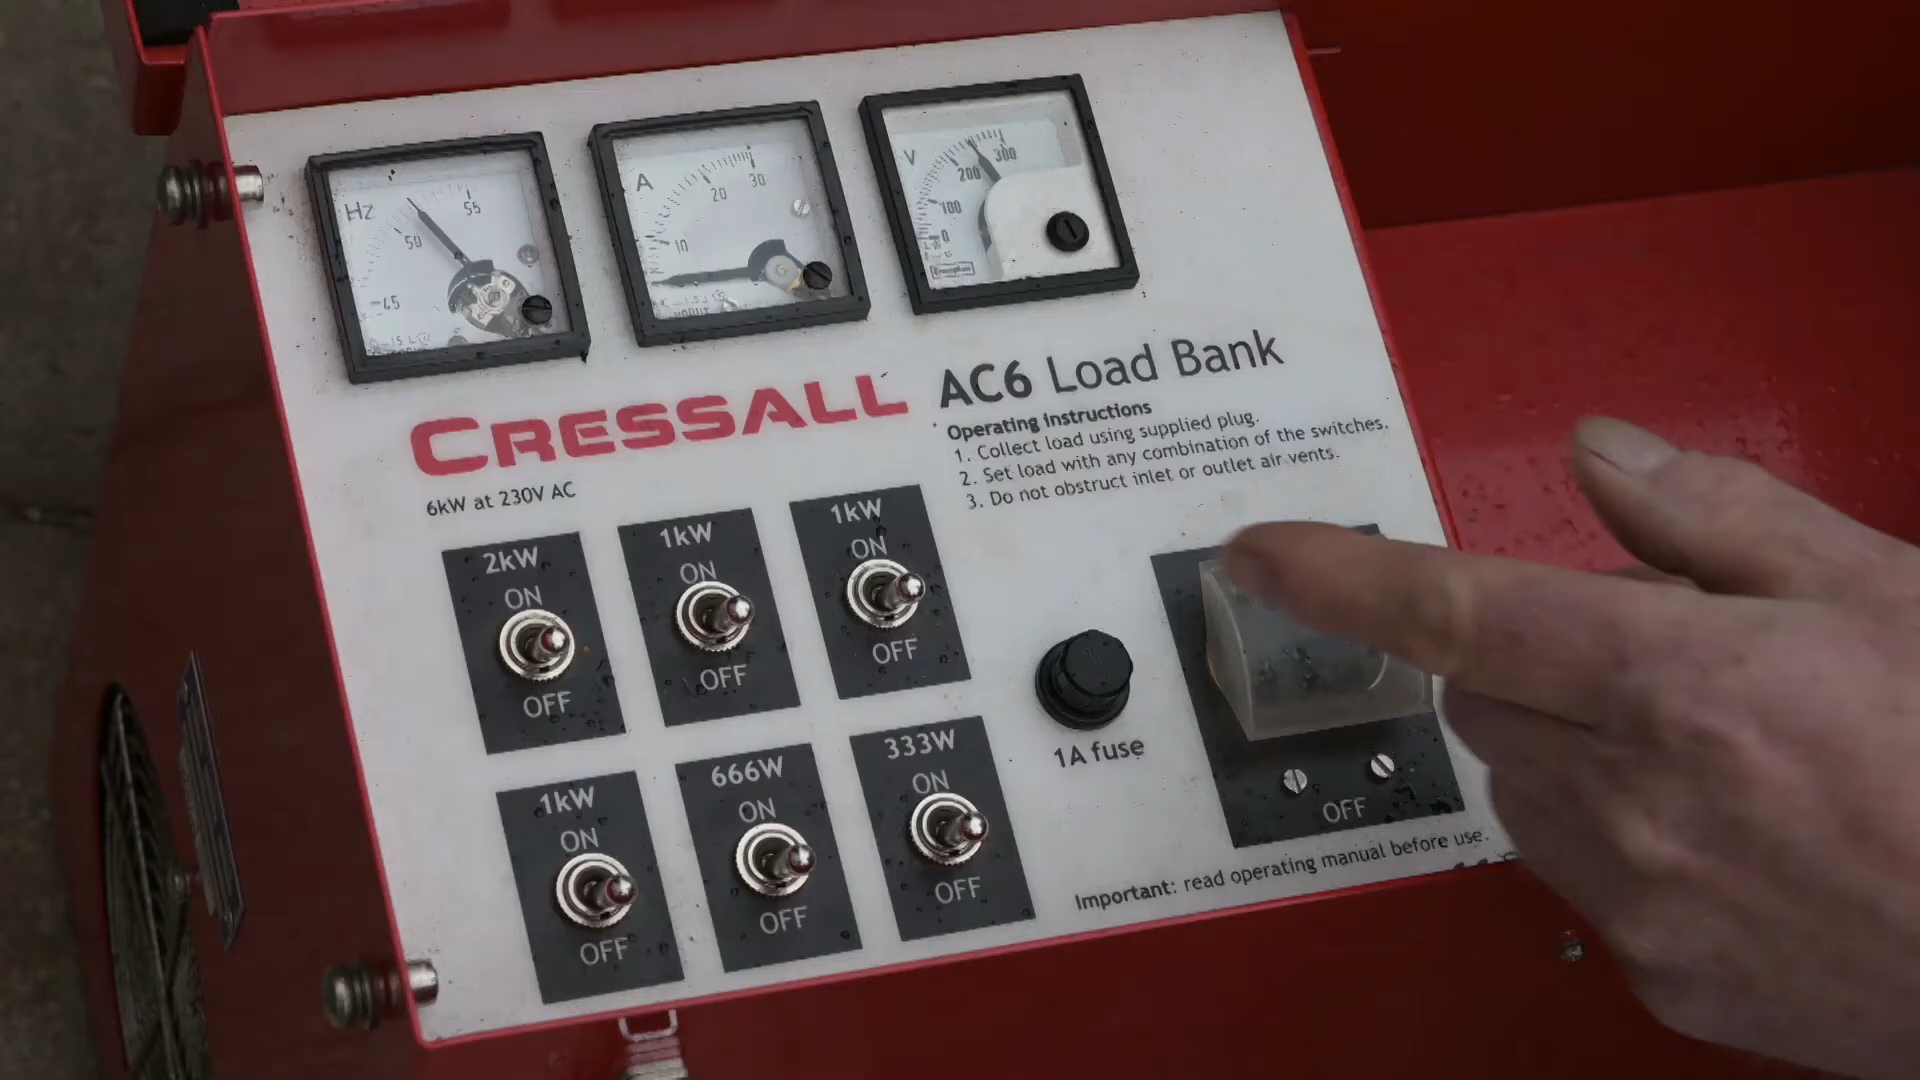 Hz
45
50
55
A
10
20
30
V
0
100
200
300
CRESSALL
AC6 Load Bank
Operating Instructions
1. Collect load using supplied plug.
2. Set load with any combination of the switches.
3. Do not obstruct inlet or outlet air vents.
6kW at 230V AC
2kW
ON
OFF
1kW
ON
OFF
1kW
ON
OFF
1kW
ON
OFF
666W
ON
OFF
333W
ON
OFF
1A fuse
OFF
Important: read operating manual before use.